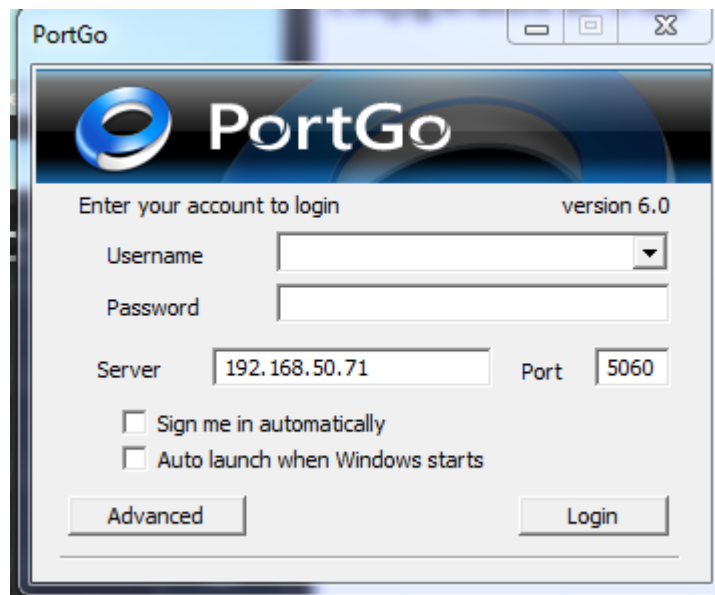 PortGo
PortGo
Enter your account to login version 6.0
Username
Password
Server 192.168.50.71 Port 5060
Sign me in automatically
Auto launch when Windows starts
Advanced Login